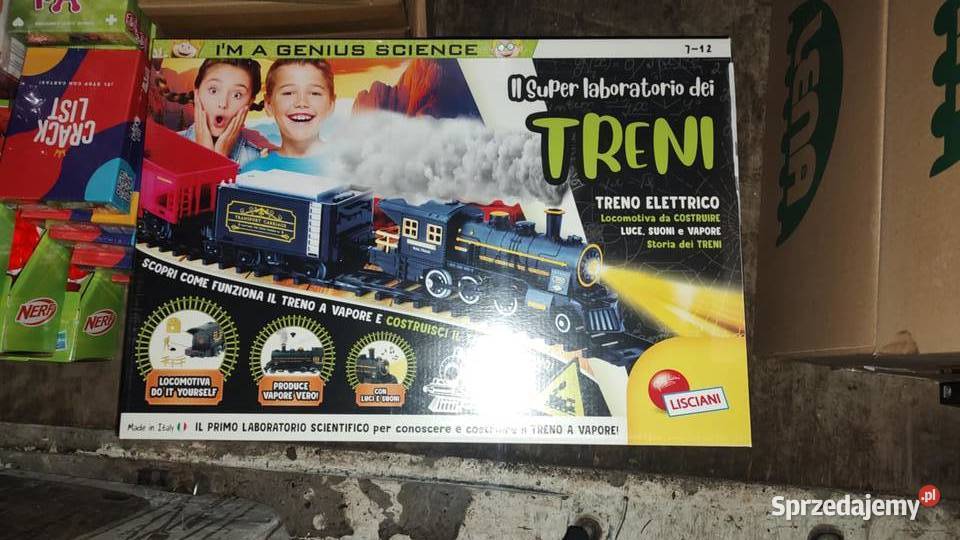 I'M A GENIUS SCIENCE
7-12
Il Super laboratorio dei
TRENI
TRENO ELETTRICO
Locomotiva da COSTRUIRE
LUCE, SUONI e VAPORE
Storia dei TRENI
TRANSPORT CARRIAGE
SCOPRI COME FUNZIONA IL TRENO A VAPORE E COSTRUISCI IL
LOCOMOTIVA
DO IT YOURSELF
PRODUCE
VAPORE VERO!
CON
LUCI E SUONI
LISCIANI
Made in Italy IL PRIMO LABORATORIO SCIENTIFICO per conoscere e costruire il TRENO A VAPORE!
CRACK
LIST
NERF
NERF
Sprzedajemy.pl